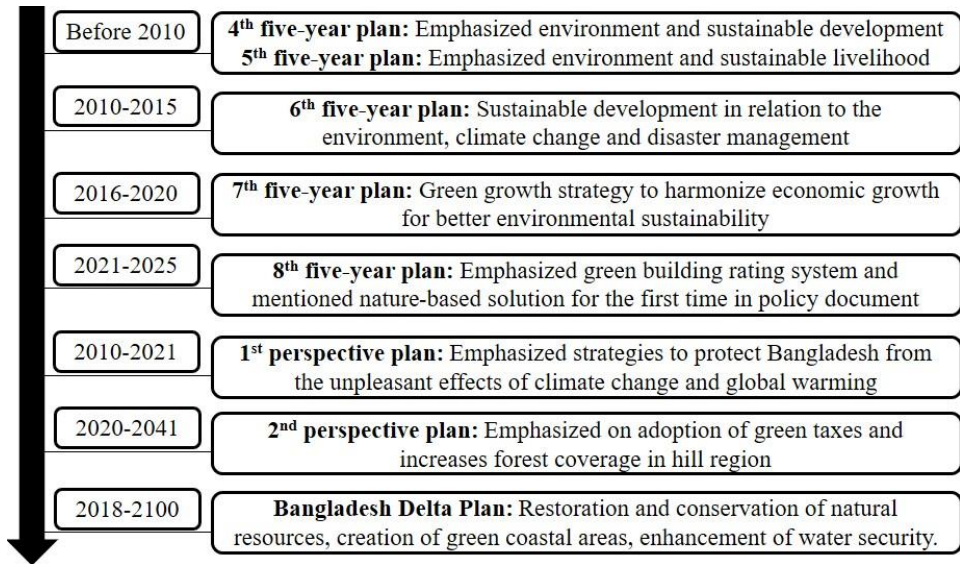 Before 2010
4th five-year plan: Emphasized environment and sustainable development
5th five-year plan: Emphasized environment and sustainable livelihood
2010-2015
6th five-year plan: Sustainable development in relation to the
environment, climate change and disaster management
2016-2020
7th five-year plan: Green growth strategy to harmonize economic growth
for better environmental sustainability
2021-2025
8th five-year plan: Emphasized green building rating system and
mentioned nature-based solution for the first time in policy document
2010-2021
1st perspective plan: Emphasized strategies to protect Bangladesh from
the unpleasant effects of climate change and global warming
2020-2041
2nd perspective plan: Emphasized on adoption of green taxes and
increases forest coverage in hill region
2018-2100
Bangladesh Delta Plan: Restoration and conservation of natural
resources, creation of green coastal areas, enhancement of water security.